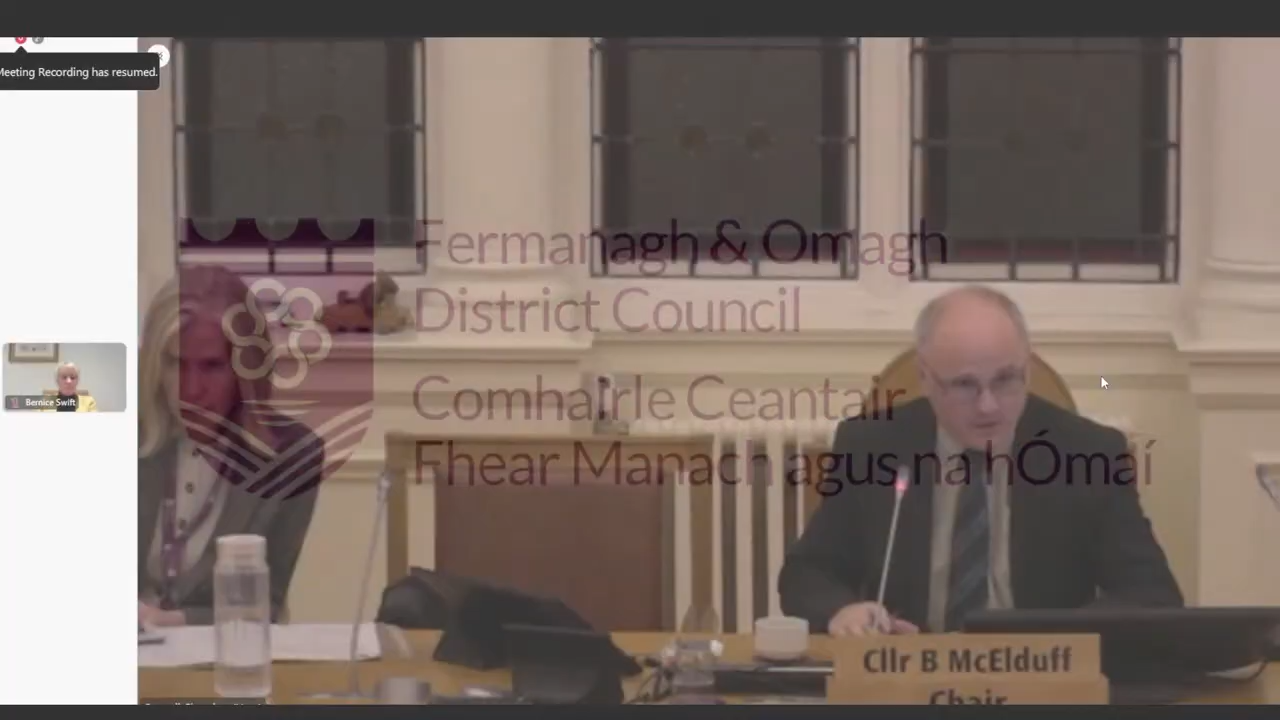 Meeting Recording has resumed.
Fermanagh & Omagh
District Council
Comhairle Ceantair
Fhear Manach agus na hÓmaí
Bernice Swift
Cllr B McElduff
Chair